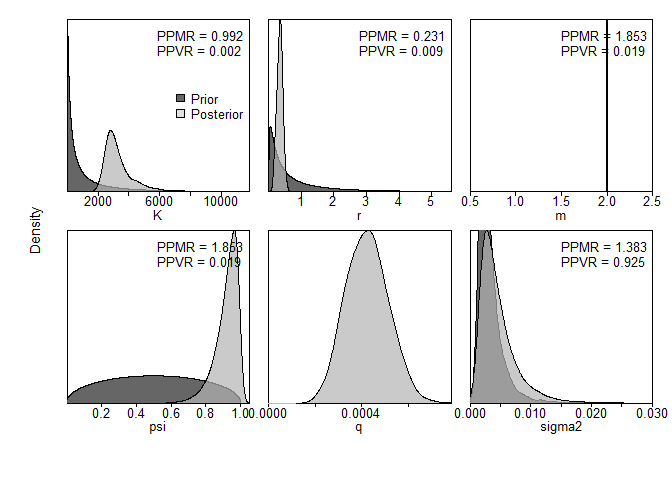 PPMR = 0.992
PPVR = 0.002
Prior
Posterior
2000 6000 10000
K
PPMR = 0.231
PPVR = 0.009
1 2 3 4 5
r
PPMR = 1.853
PPVR = 0.019
0.5 1.0 1.5 2.0 2.5
m
Density
PPMR = 1.853
PPVR = 0.019
0.2 0.4 0.6 0.8 1.0
psi
0.0000 0.0004
q
PPMR = 1.383
PPVR = 0.925
0.000 0.010 0.020 0.030
sigma2